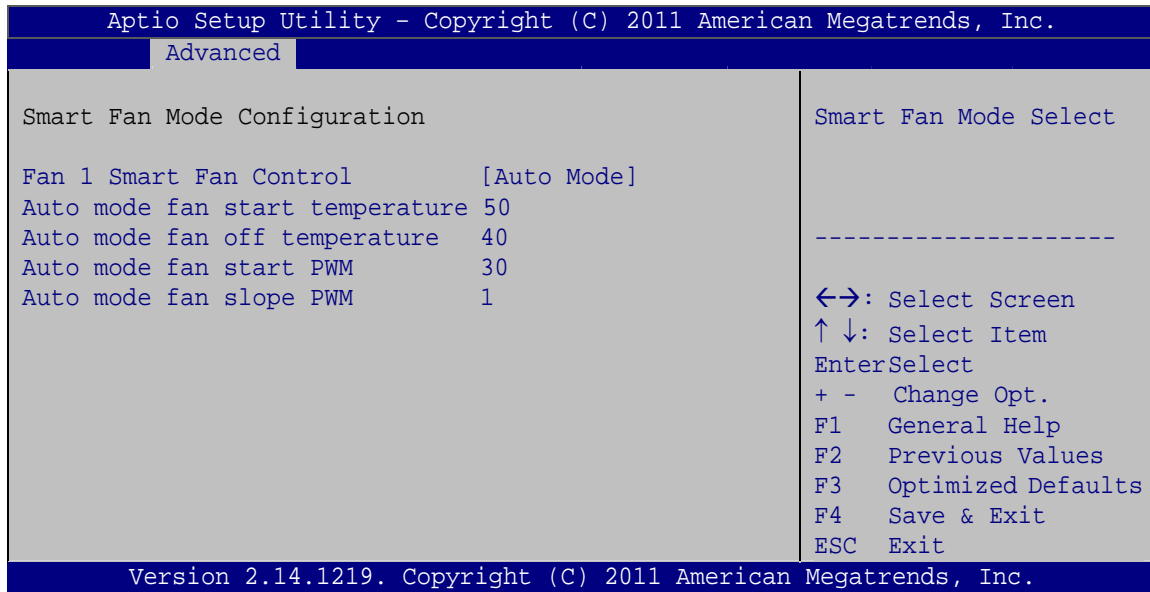 Aptio Setup Utility – Copyright (C) 2011 American Megatrends, Inc.
Advanced
Smart Fan Mode Configuration
Fan 1 Smart Fan Control [Auto Mode]
Auto mode fan start temperature 50
Auto mode fan off temperature 40
Auto mode fan start PWM 30
Auto mode fan slope PWM 1
Smart Fan Mode Select
---------------------
←→: Select Screen
↑ ↓: Select Item
EnterSelect
+ - Change Opt.
F1 General Help
F2 Previous Values
F3 Optimized Defaults
F4 Save & Exit
ESC Exit
Version 2.14.1219. Copyright (C) 2011 American Megatrends, Inc.